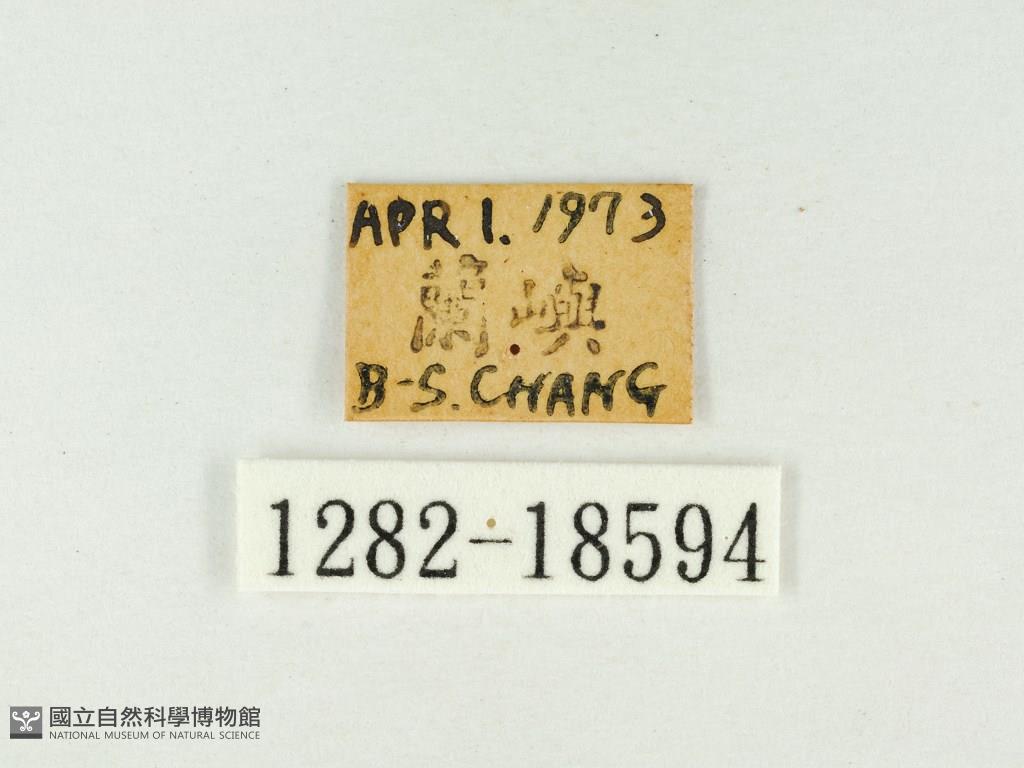 APR 1. 1973
蘭嶼
B-S. CHANG
1282-18594
國立自然科學博物館
NATIONAL MUSEUM OF NATURAL SCIENCE